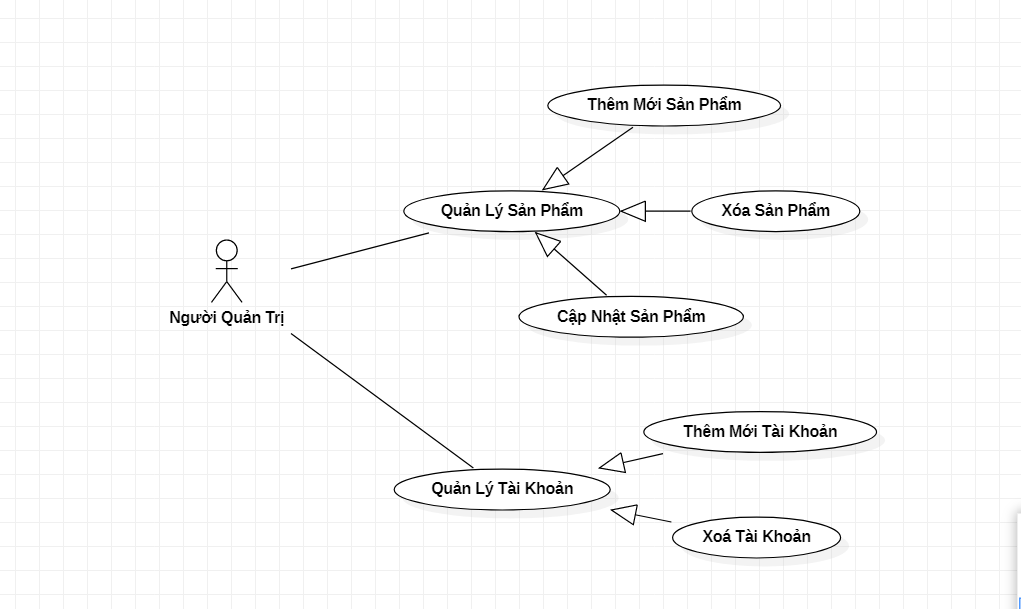 Thêm Mới Sản Phẩm
Quản Lý Sản Phẩm
Xóa Sản Phẩm
Người Quản Trị
Cập Nhật Sản Phẩm
Thêm Mới Tài Khoản
Quản Lý Tài Khoản
Xoá Tài Khoản